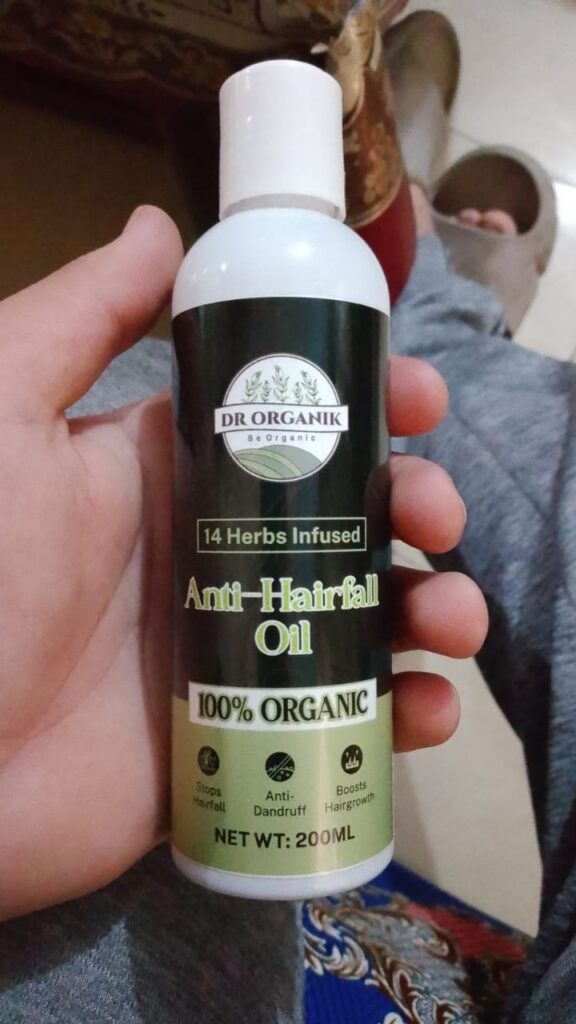 DR ORGANIK
Be Organic
14 Herbs Infused
Anti-Hairfall
Oil
100% ORGANIC
Stops
Hairfall
Anti-
Dandruff
Boosts
Hairgrowth
NET WT: 200ML